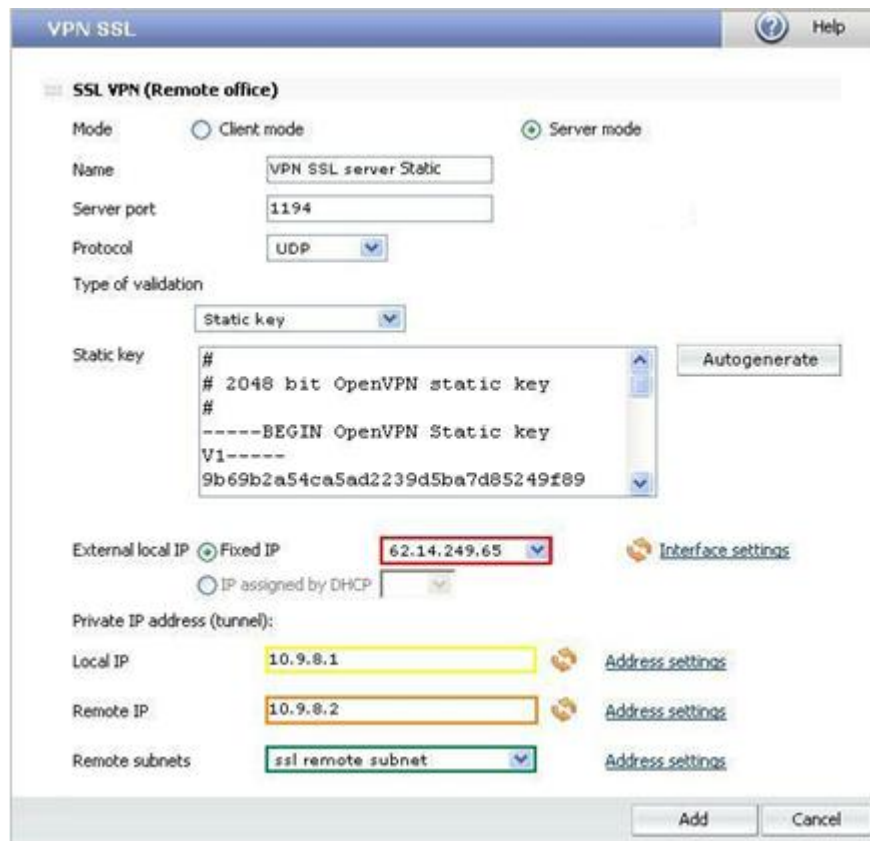 VPN SSL
Help
SSL VPN (Remote office)
Mode Client mode Server mode
Name VPN SSL server Static
Server port 1194
Protocol UDP
Type of validation
Static key
Static key # Autogenerate
# 2048 bit OpenVPN static key
#
-----BEGIN OpenVPN Static key
V1-----
9b69b2a54ca5ad2239d5ba7d85249f89
External local IP Fixed IP 62.14.249.65 Interface settings
IP assigned by DHCP
Private IP address (tunnel):
Local IP 10.9.8.1 Address settings
Remote IP 10.9.8.2 Address settings
Remote subnets ssl remote subnet Address settings
Add Cancel